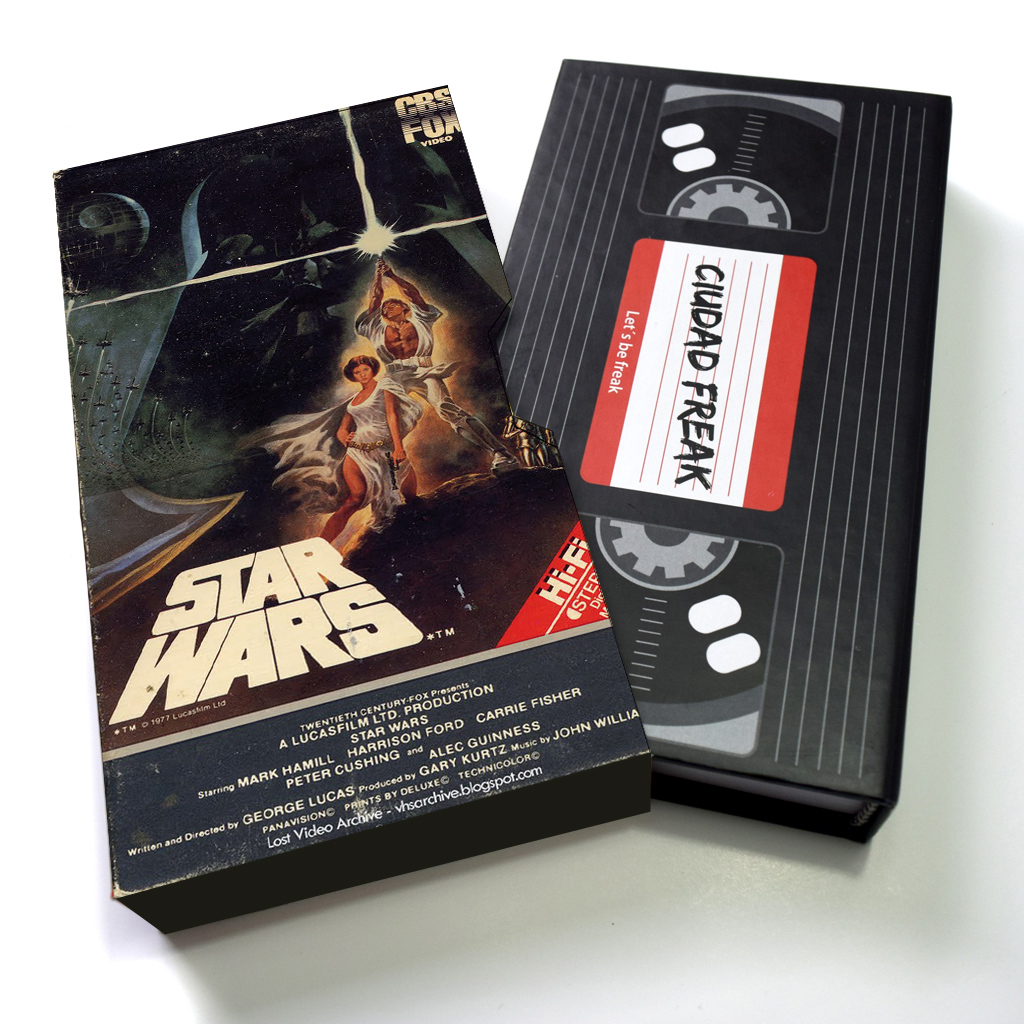 CBS
FOX
VIDEO
STAR
WARS
*TM
*TM © 1977 Lucasfilm Ltd
Hi-Fi
STER
TWENTIETH CENTURY-FOX Presents
A LUCASFILM LTD. PRODUCTION
STAR WARS
Starring MARK HAMILL HARRISON FORD CARRIE FISHER
PETER CUSHING and ALEC GUINNESS
Written and Directed by GEORGE LUCAS Produced by GARY KURTZ Music by JOHN WILLIA
PANAVISION© PRINTS BY DELUXE© TECHNICOLOR©
Lost Video Archive - vhsarchive.blogspot.com
CIUDAD FREAK
Let's be freak